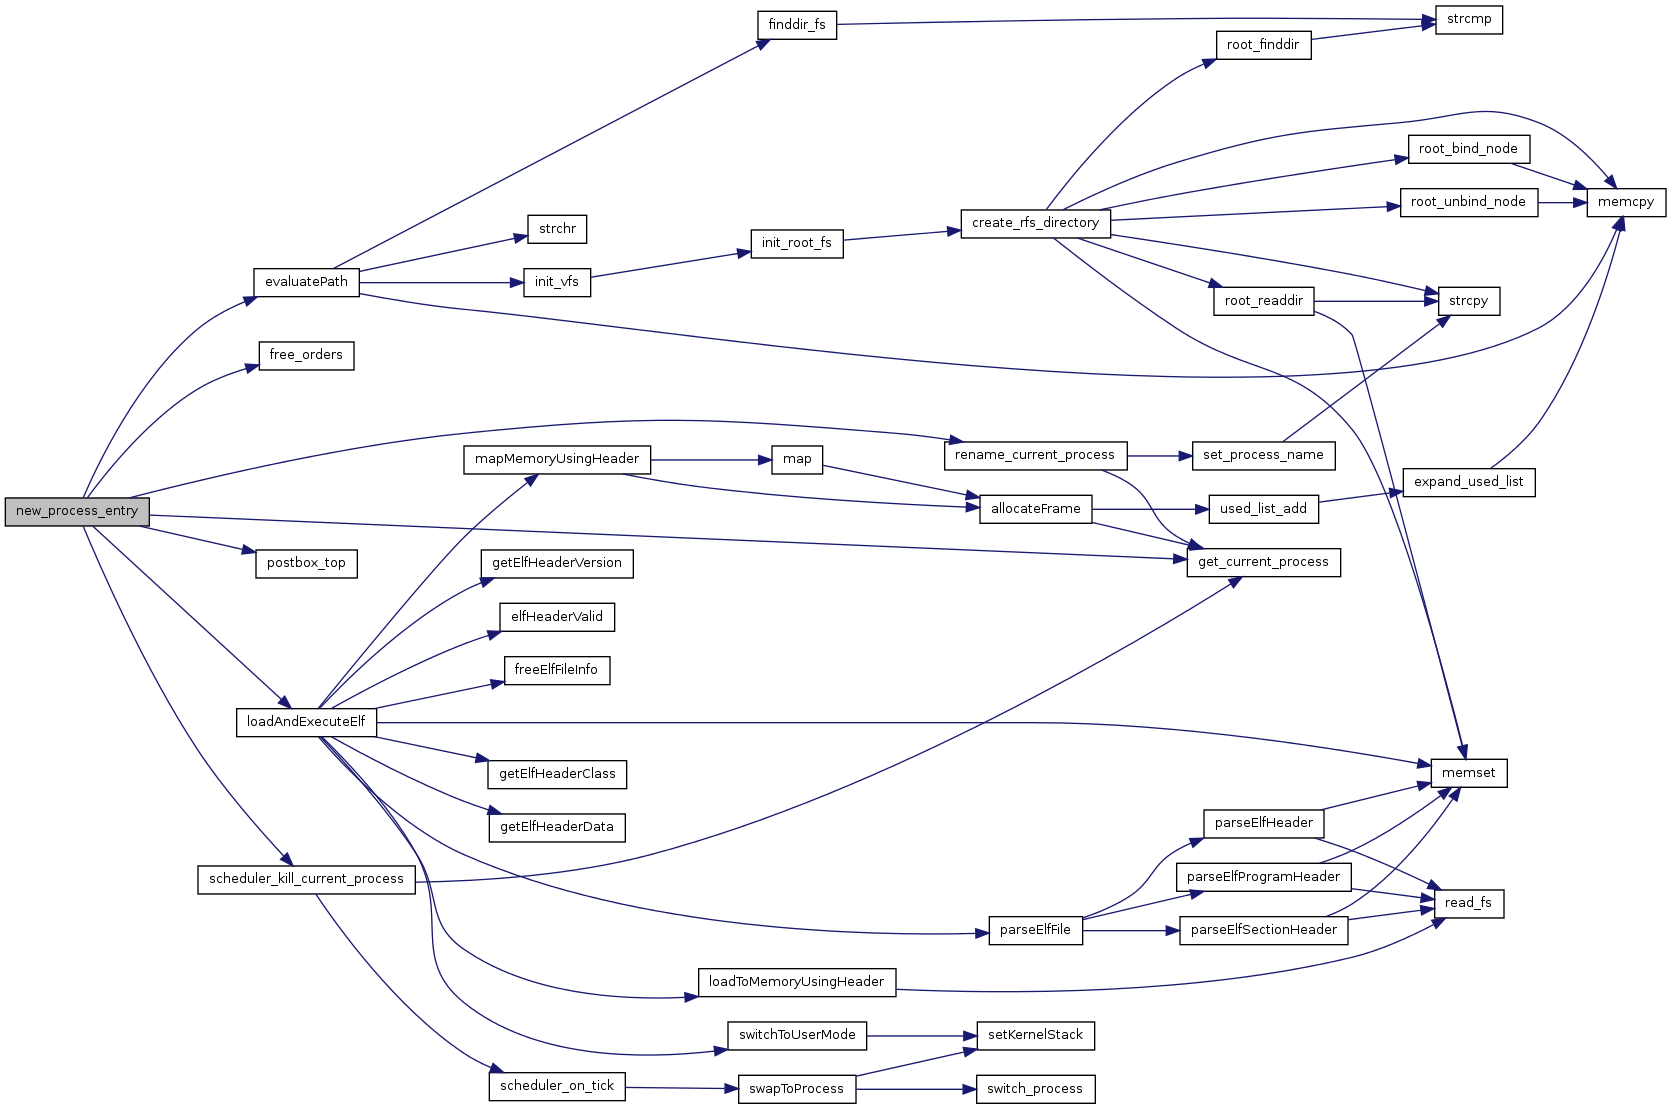 finddir_fs
strcmp
root_finddir
root_bind_node
strchr
root_unbind_node
memcpy
init_root_fs
create_rfs_directory
evaluatePath
init_vfs
root_readdir
strcpy
free_orders
mapMemoryUsingHeader
map
rename_current_process
set_process_name
expand_used_list
new_process_entry
allocateFrame
used_list_add
postbox_top
getElfHeaderVersion
get_current_process
elfHeaderValid
freeElfFileInfo
loadAndExecuteElf
getElfHeaderClass
memset
getElfHeaderData
parseElfHeader
scheduler_kill_current_process
parseElfProgramHeader
read_fs
parseElfFile
parseElfSectionHeader
loadToMemoryUsingHeader
switchToUserMode
setKernelStack
scheduler_on_tick
swapToProcess
switch_process